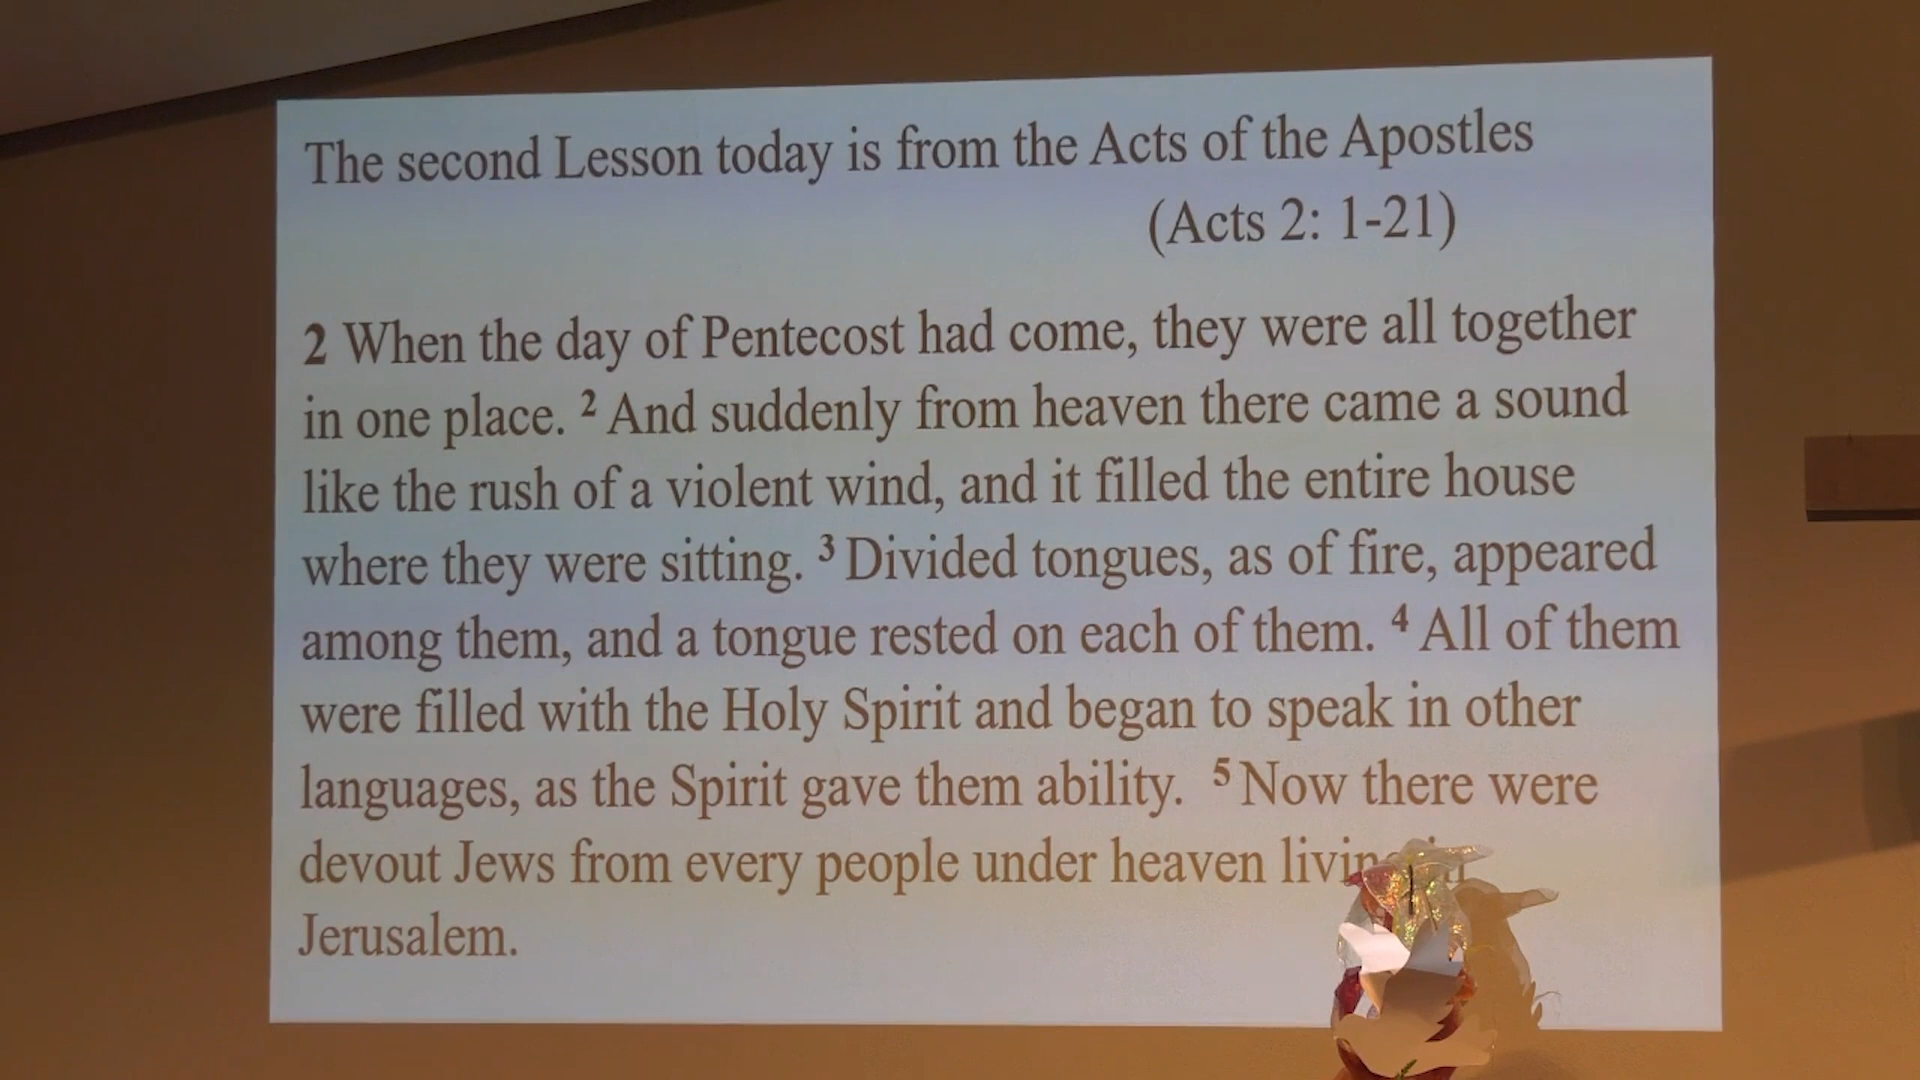 The second Lesson today is from the Acts of the Apostles
(Acts 2: 1-21)
2 When the day of Pentecost had come, they were all together
in one place. ² And suddenly from heaven there came a sound
like the rush of a violent wind, and it filled the entire house
where they were sitting. ³ Divided tongues, as of fire, appeared
among them, and a tongue rested on each of them. ⁴ All of them
were filled with the Holy Spirit and began to speak in other
languages, as the Spirit gave them ability. ⁵ Now there were
devout Jews from every people under heaven living in
Jerusalem.